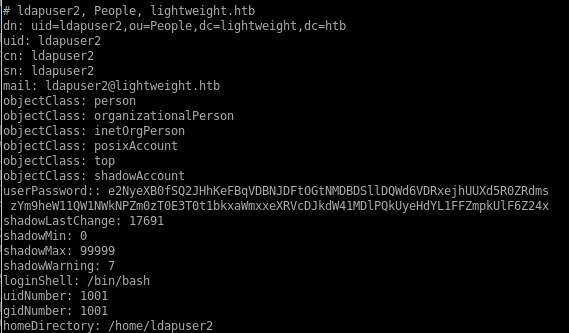 # ldapuser2, People, lightweight.htb
dn: uid=ldapuser2,ou=People,dc=lightweight,dc=htb
uid: ldapuser2
cn: ldapuser2
sn: ldapuser2
mail: ldapuser2@lightweight.htb
objectClass: person
objectClass: organizationalPerson
objectClass: inetOrgPerson
objectClass: posixAccount
objectClass: top
objectClass: shadowAccount
userPassword:: e2NyeXB0fSQ2JHhKeFBqVDBNJDFtOGtNMDBDSllDQWd6VDRxejhUUXd5R0ZRdms
 zYm9heW11QW1NWkNPZm0zT0E3T0t1bkxaWmxxeXRVcDJkdW41MDlPQkUyeHdYL1FFZmpkUlF6Z24x
shadowLastChange: 17691
shadowMin: 0
shadowMax: 99999
shadowWarning: 7
loginShell: /bin/bash
uidNumber: 1001
gidNumber: 1001
homeDirectory: /home/ldapuser2